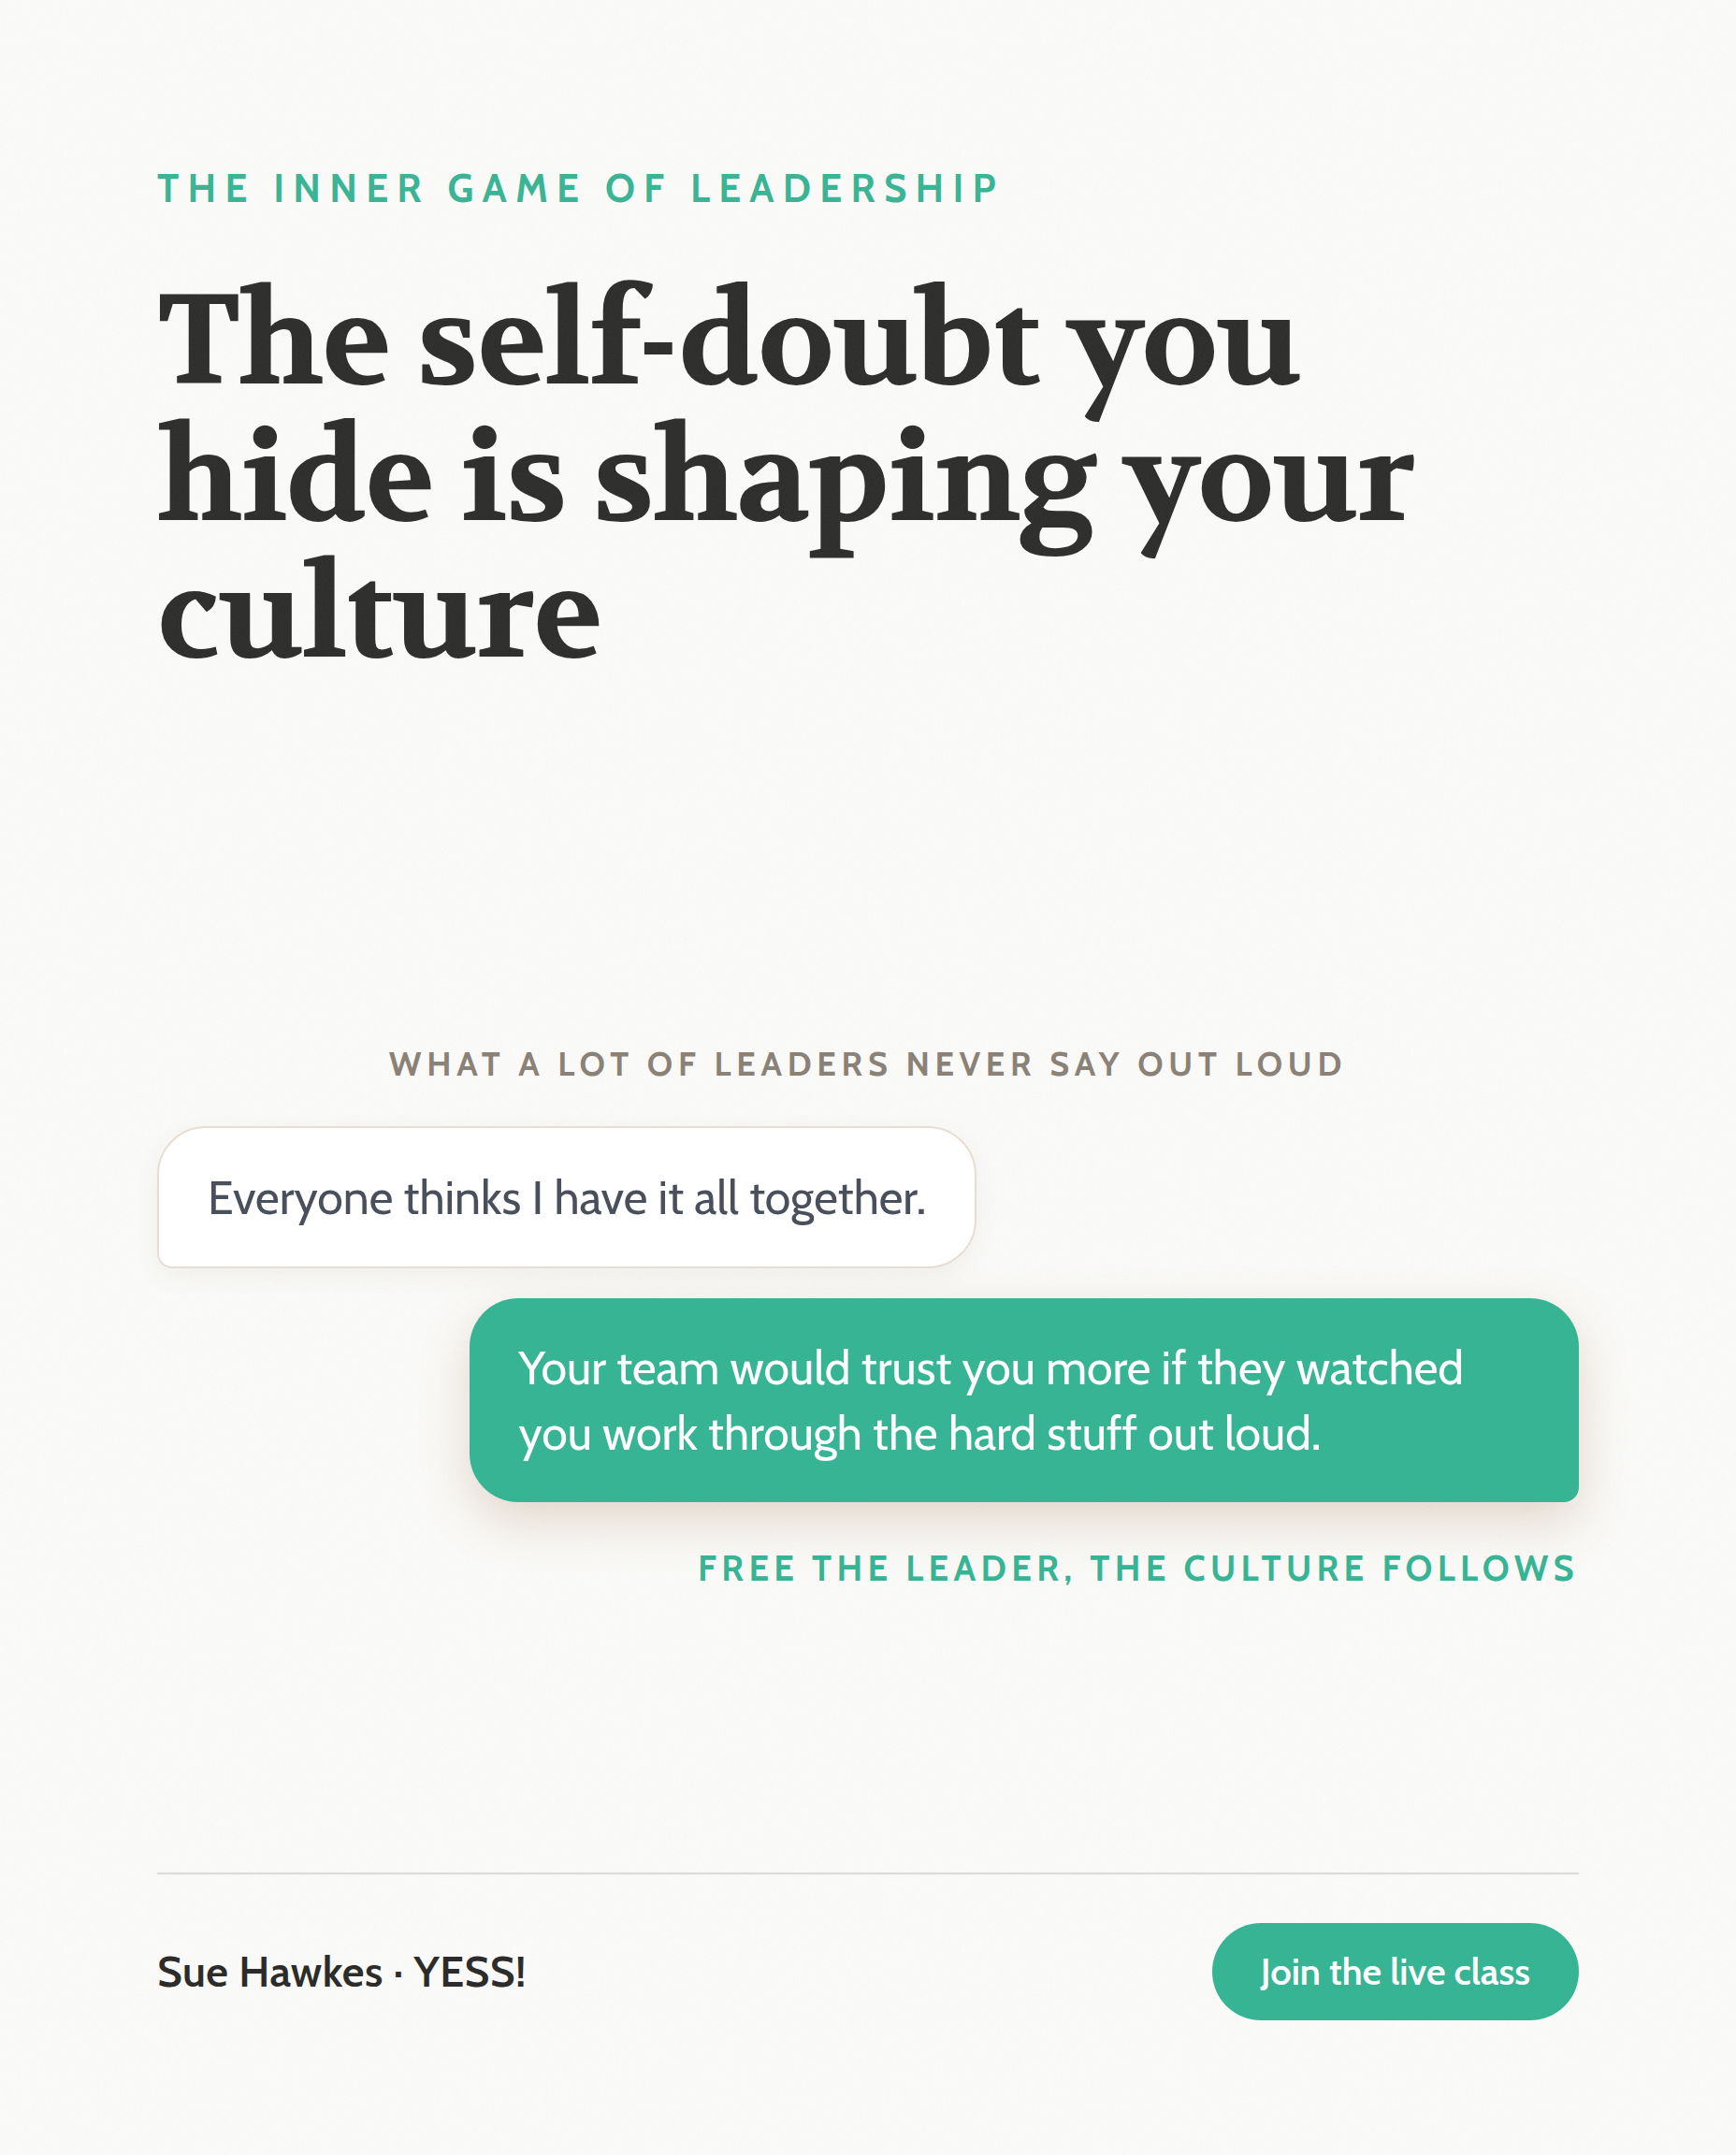 THE INNER GAME OF LEADERSHIP
The self-doubt you
hide is shaping your
culture
WHAT A LOT OF LEADERS NEVER SAY OUT LOUD
Everyone thinks I have it all together.
Your team would trust you more if they watched
you work through the hard stuff out loud.
FREE THE LEADER, THE CULTURE FOLLOWS
Sue Hawkes · YESS!
Join the live class